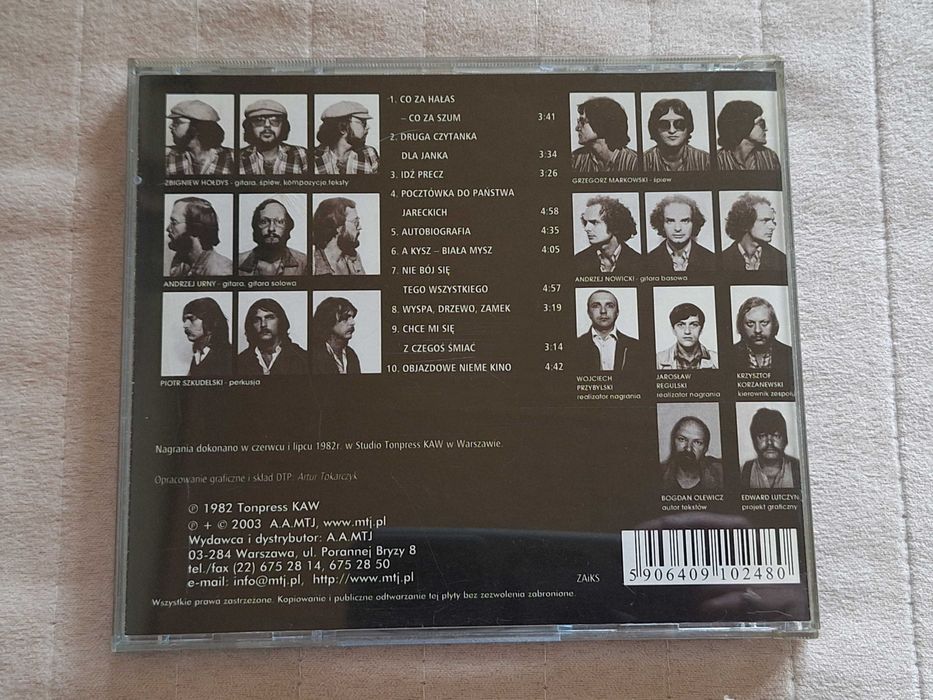 ZBIGNIEW HOŁDYS - gitara, śpiew, kompozycje, teksty
ANDRZEJ URNY - gitara, gitara solowa
PIOTR SZKUDELSKI - perkusja
1. CO ZA HAŁAS
– CO ZA SZUM 3:41
2. DRUGA CZYTANKA
DLA JANKA 3:34
3. IDŹ PRECZ 3:26
4. POCZTÓWKA DO PAŃSTWA
JARECKICH 4:58
5. AUTOBIOGRAFIA 4:35
6. A KYSZ – BIAŁA MYSZ 4:05
7. NIE BÓJ SIĘ
TEGO WSZYSTKIEGO 4:57
8. WYSPA, DRZEWO, ZAMEK 3:19
9. CHCE MI SIĘ
Z CZEGOŚ ŚMIAĆ 3:14
10. OBJAZDOWE NIEME KINO 4:42
GRZEGORZ MARKOWSKI - śpiew
ANDRZEJ NOWICKI - gitara basowa
WOJCIECH
PRZYBYLSKI
realizator nagrania
JAROSŁAW
REGULSKI
realizator nagrania
KRZYSZTOF
KORZANEWSKI
kierownik zespołu
BOGDAN OLEWICZ
autor tekstów
EDWARD LUTCZYN
projekt graficzny
Nagrania dokonano w czerwcu i lipcu 1982r. w Studio Tonpress KAW w Warszawie.
Opracowanie graficzne i skład DTP: Artur Tokarczyk
℗ 1982 Tonpress KAW
℗ + © 2003 A.A.MTJ, www.mtj.pl
Wydawca i dystrybutor: A.A.MTJ
03-284 Warszawa, ul. Porannej Bryzy 8
tel./fax (22) 675 28 14, 675 28 50
e-mail: info@mtj.pl, http://www.mtj.pl
ZAiKS
5 906409 102480
Wszystkie prawa zastrzeżone. Kopiowanie i publiczne odtwarzanie tej płyty bez zezwolenia zabronione.